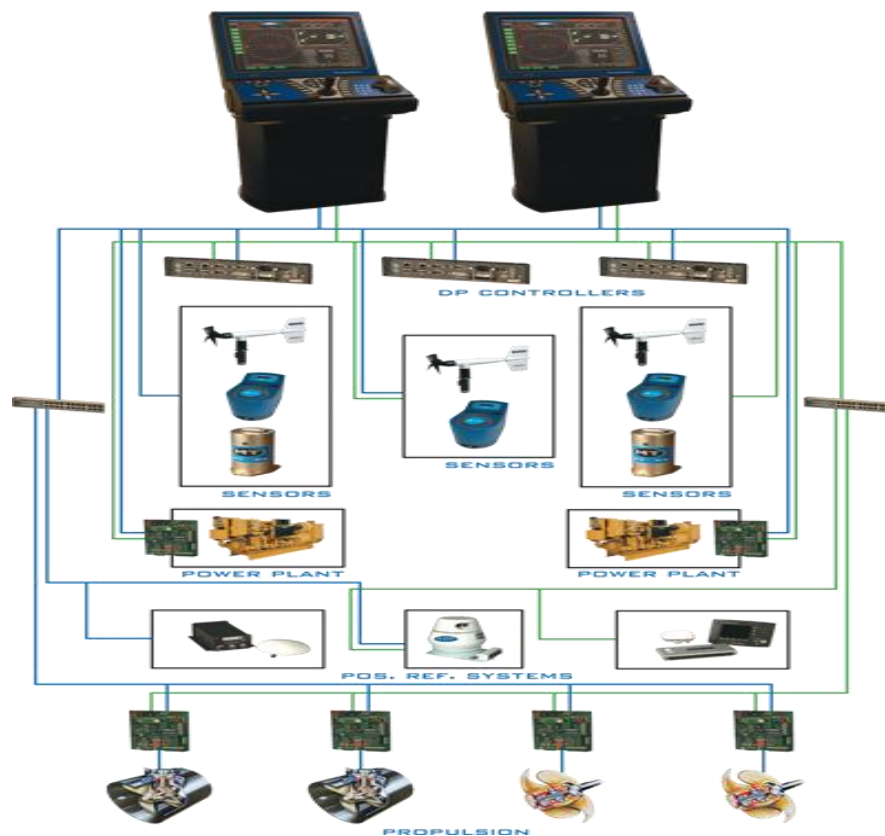 DP CONTROLLERS
SENSORS
SENSORS
SENSORS
POWER PLANT
POWER PLANT
POS. REF. SYSTEMS
PROPULSION